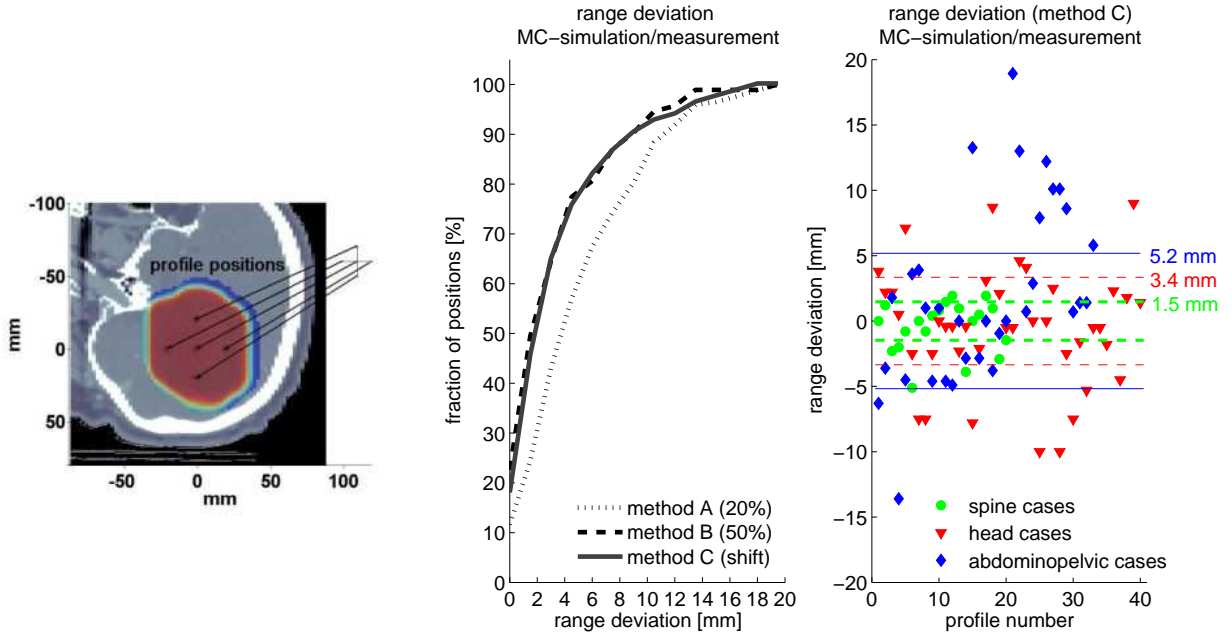 -100
-50
0
50
mm
profile positions
-50
0
50
100
mm
range deviation
MC−simulation/measurement
100
90
80
70
60
50
40
30
20
10
0
fraction of positions [%]
method A (20%)
method B (50%)
method C (shift)
0 2 4 6 8 10 12 14 16 18 20
range deviation [mm]
range deviation (method C)
MC−simulation/measurement
20
15
10
5
0
−5
−10
−15
−20
range deviation [mm]
5.2 mm
3.4 mm
1.5 mm
spine cases
head cases
abdominopelvic cases
0 10 20 30 40
profile number